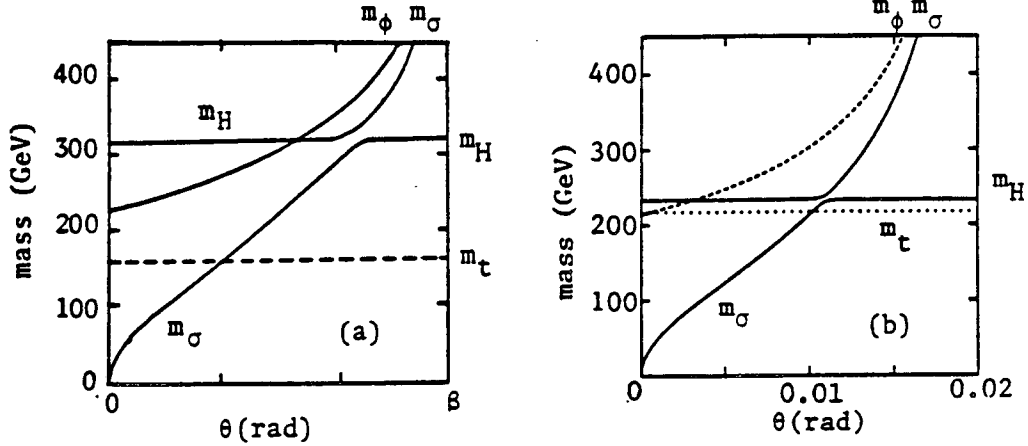 m_ϕ m_σ
400
300
200
100
0
mass (GeV)
m_H
m_H
m_t
m_σ
(a)
0
β
θ(rad)
m_ϕ m_σ
400
300
200
100
mass (GeV)
m_H
m_t
m_σ
(b)
0
0.01
0.02
θ(rad)